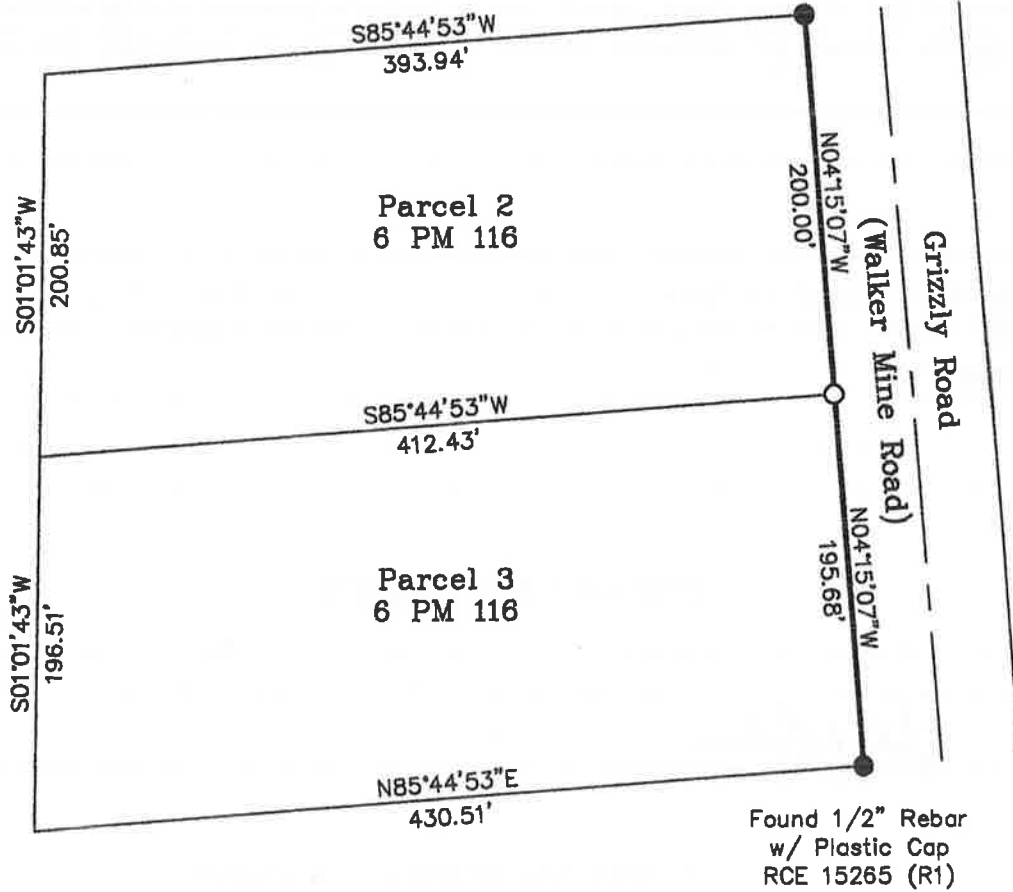 S85°44'53"W
393.94'
N04°15'07"W
200.00'
Parcel 2
6 PM 116
S01°01'43"W
200.85'
Grizzly Road
(Walker Mine Road)
S85°44'53"W
412.43'
N04°15'07"W
195.68'
Parcel 3
6 PM 116
S01°01'43"W
196.51'
N85°44'53"E
430.51'
Found 1/2" Rebar
w/ Plastic Cap
RCE 15265 (R1)